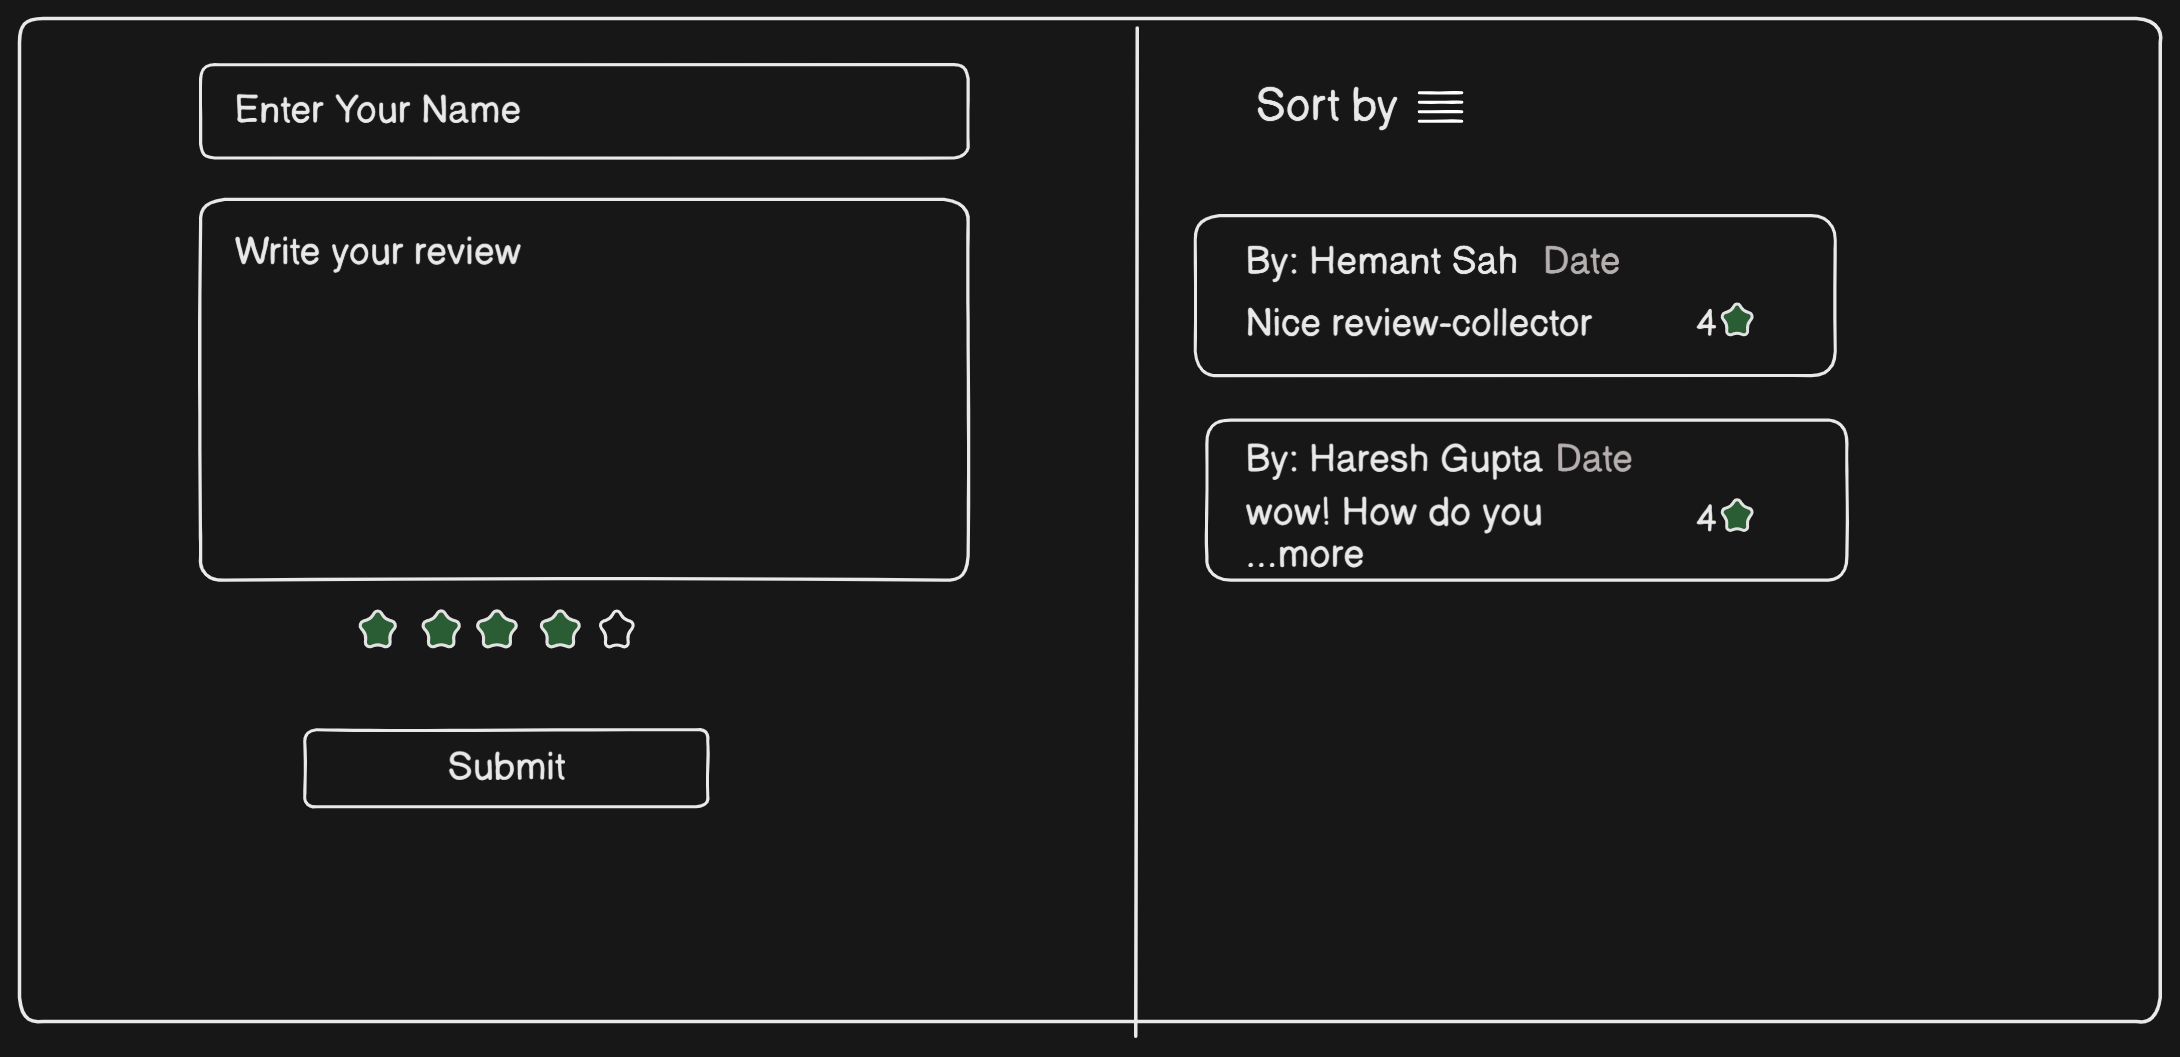 Enter Your Name
Write your review
Submit
Sort by
By: Hemant Sah Date
Nice review-collector 4
By: Haresh Gupta Date
wow! How do you 4
...more